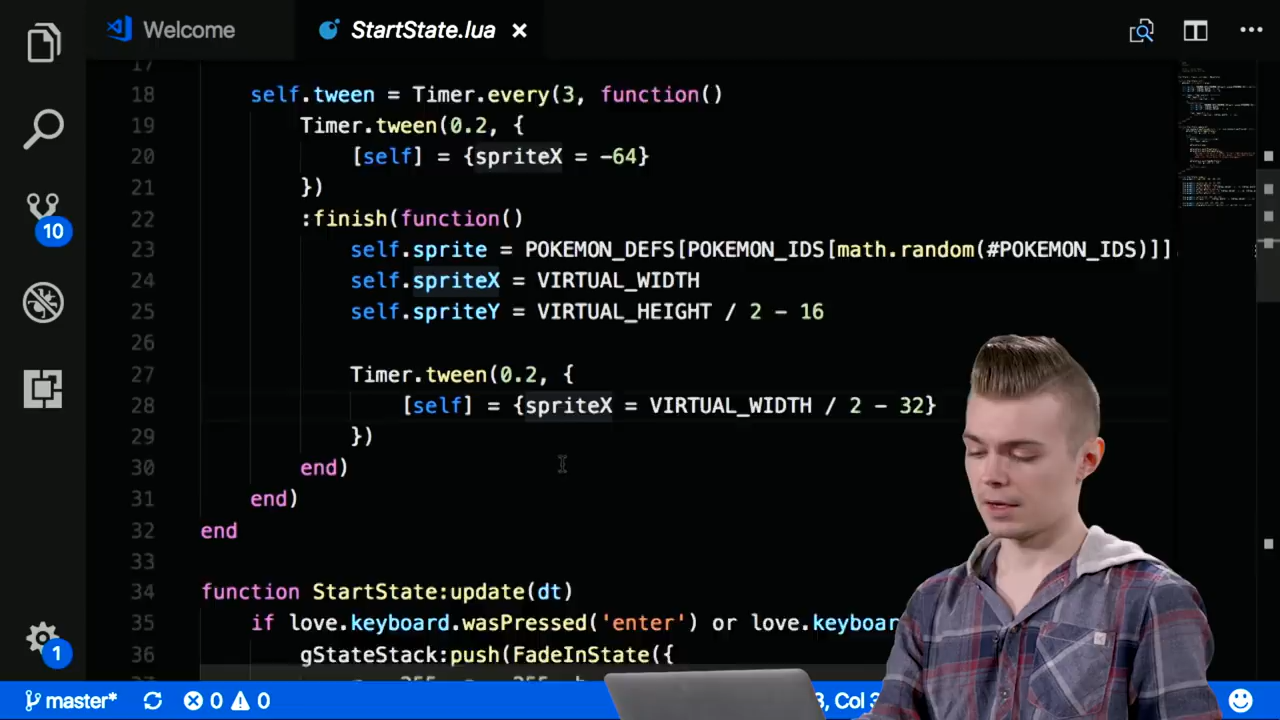 Welcome
StartState.lua
17
18 self.tween = Timer.every(3, function()
19 Timer.tween(0.2, {
20 [self] = {spriteX = -64}
21 })
22 :finish(function()
23 self.sprite = POKEMON_DEFS[POKEMON_IDS[math.random(#POKEMON_IDS)]]
24 self.spriteX = VIRTUAL_WIDTH
25 self.spriteY = VIRTUAL_HEIGHT / 2 - 16
26
27 Timer.tween(0.2, {
28 [self] = {spriteX = VIRTUAL_WIDTH / 2 - 32}
29 })
30 end)
31 end)
32 end
33
34 function StartState:update(dt)
35 if love.keyboard.wasPressed('enter') or love.keyboar
36 gStateStack:push(FadeInState({
10
1
master* 0 0 Col